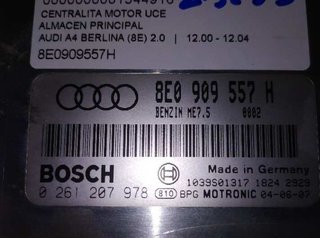 CENTRALITA MOTOR UCE
ALMACEN PRINCIPAL
AUDI A4 BERLINA (8E) 2.0 | 12.00 - 12.04
8E0909557H
8E0 909 557 H
BENZIN ME7.5 0002
BOSCH
Made in Germany
1039S01317 1824 2929
0 261 207 978 810 BPG MOTRONIC 04-06-07